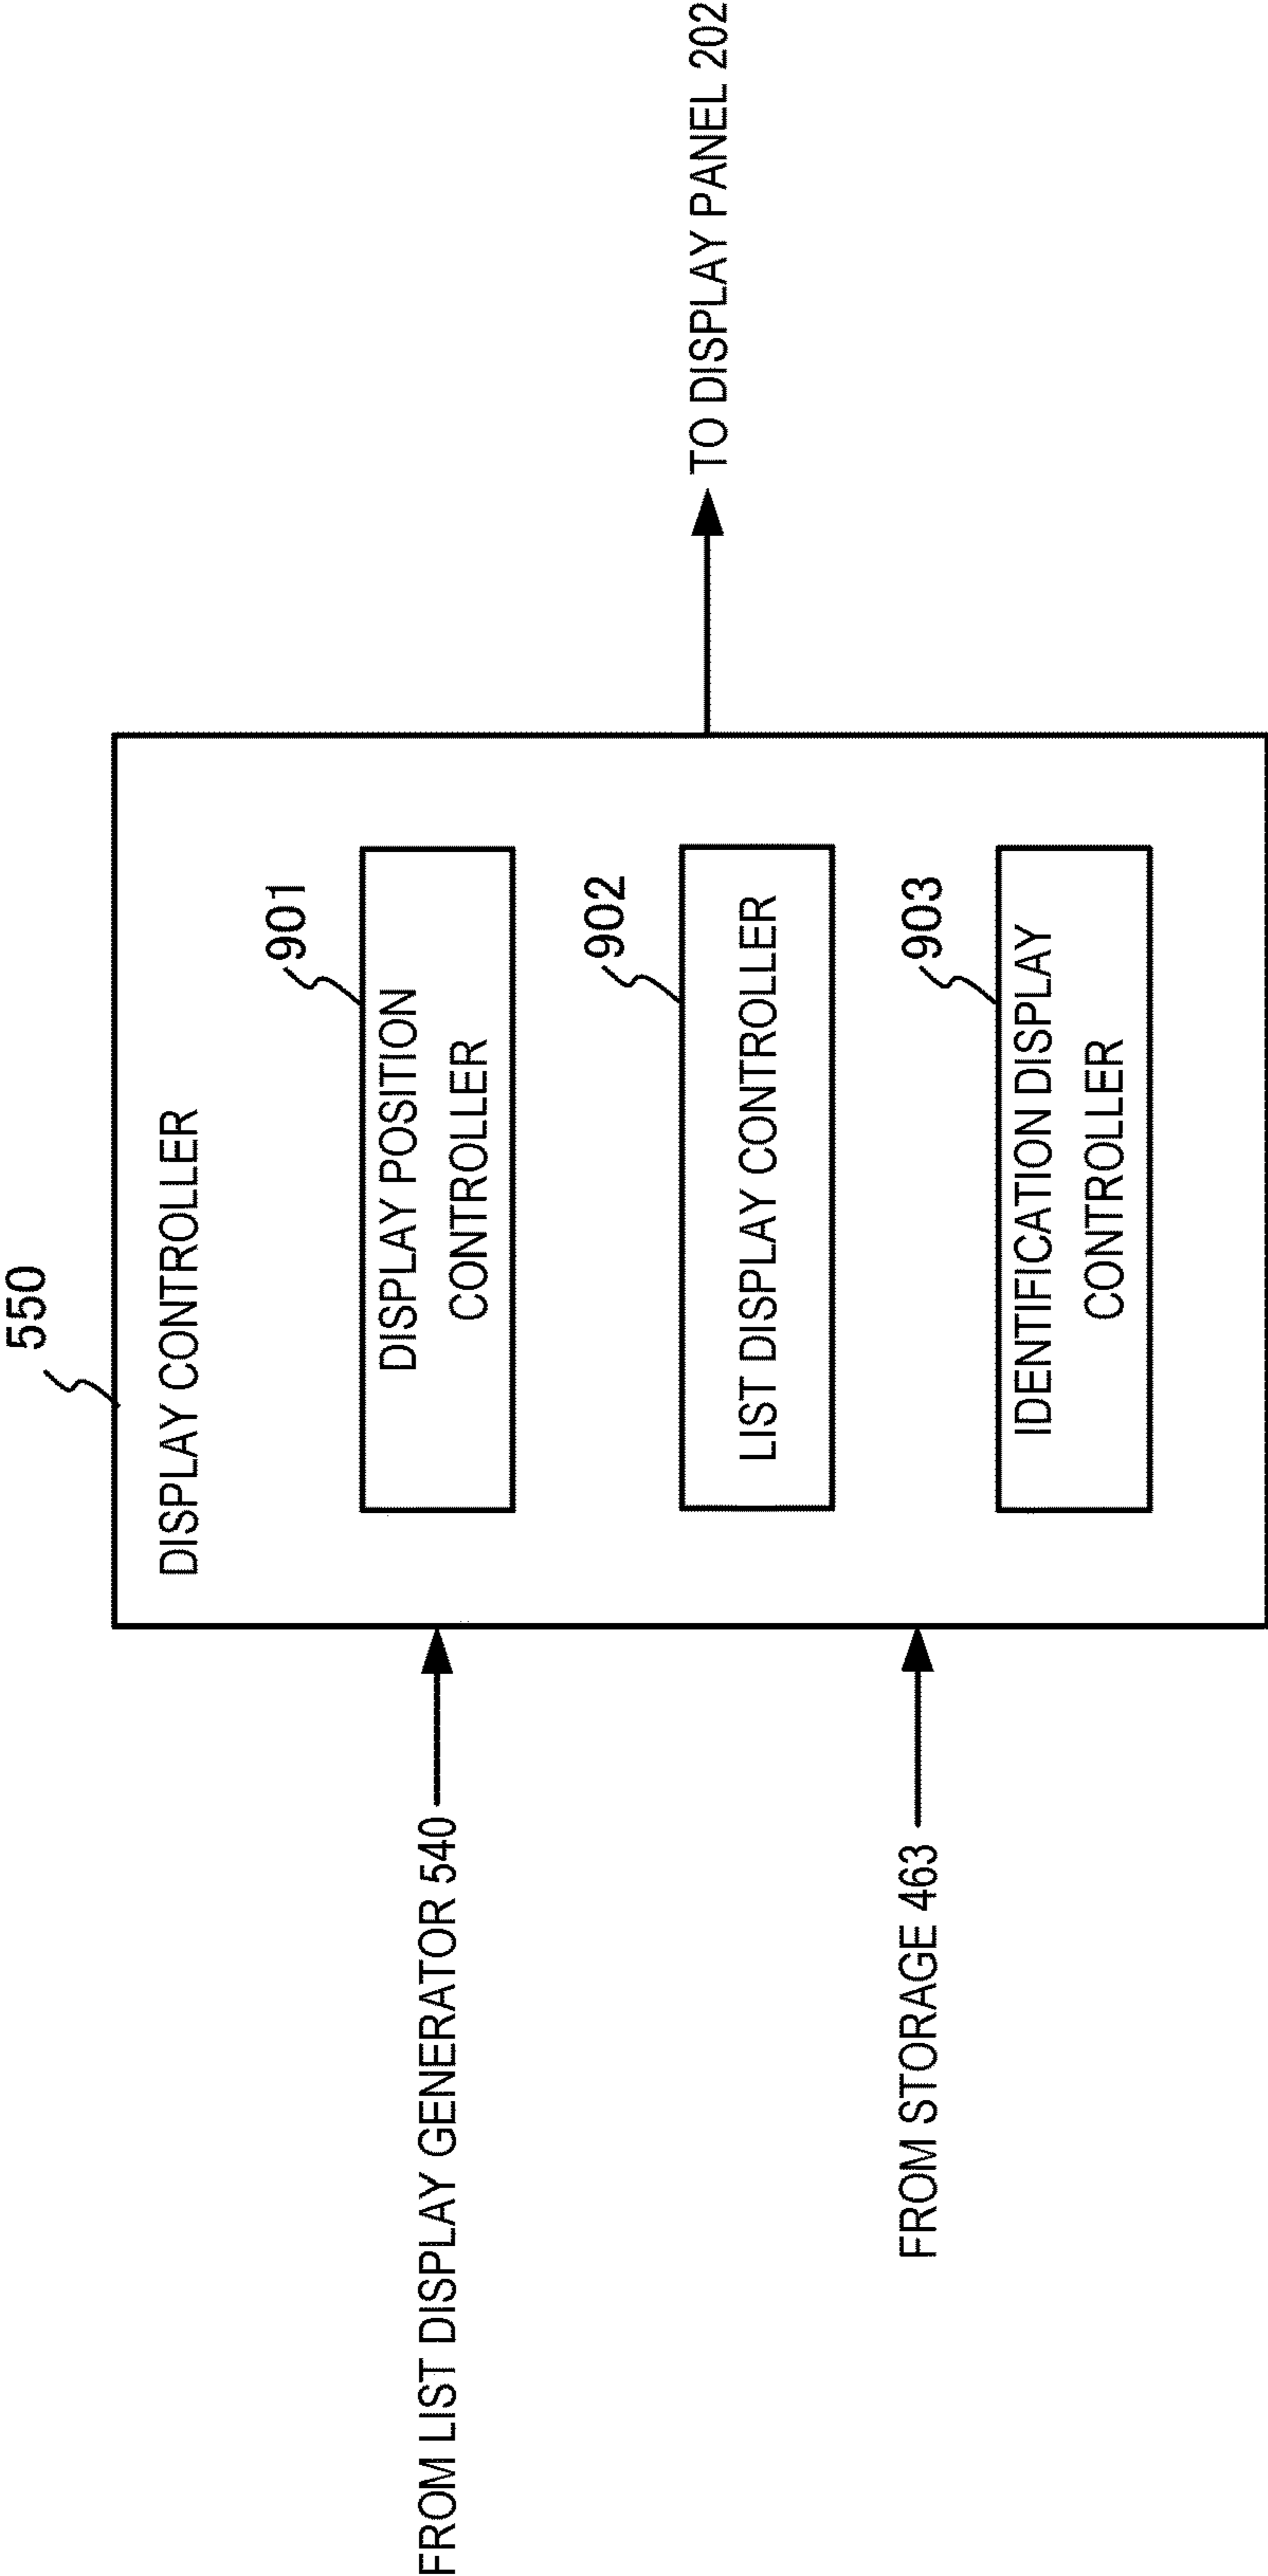 550
DISPLAY CONTROLLER
901
DISPLAY POSITION
CONTROLLER
902
LIST DISPLAY CONTROLLER
903
IDENTIFICATION DISPLAY
CONTROLLER
FROM LIST DISPLAY GENERATOR 540
FROM STORAGE 463
TO DISPLAY PANEL 202